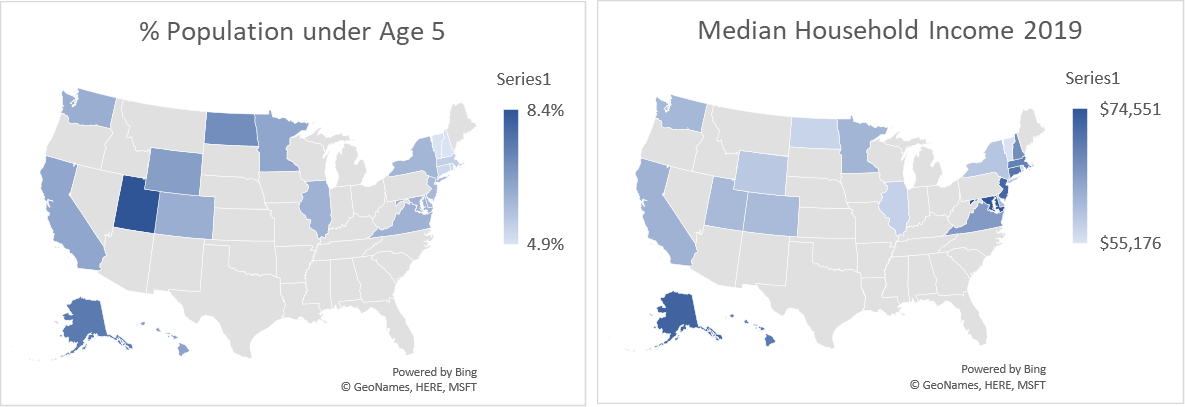 % Population under Age 5
Series1
8.4%
4.9%
Powered by Bing
© GeoNames, HERE, MSFT
Median Household Income 2019
Series1
$74,551
$55,176
Powered by Bing
© GeoNames, HERE, MSFT